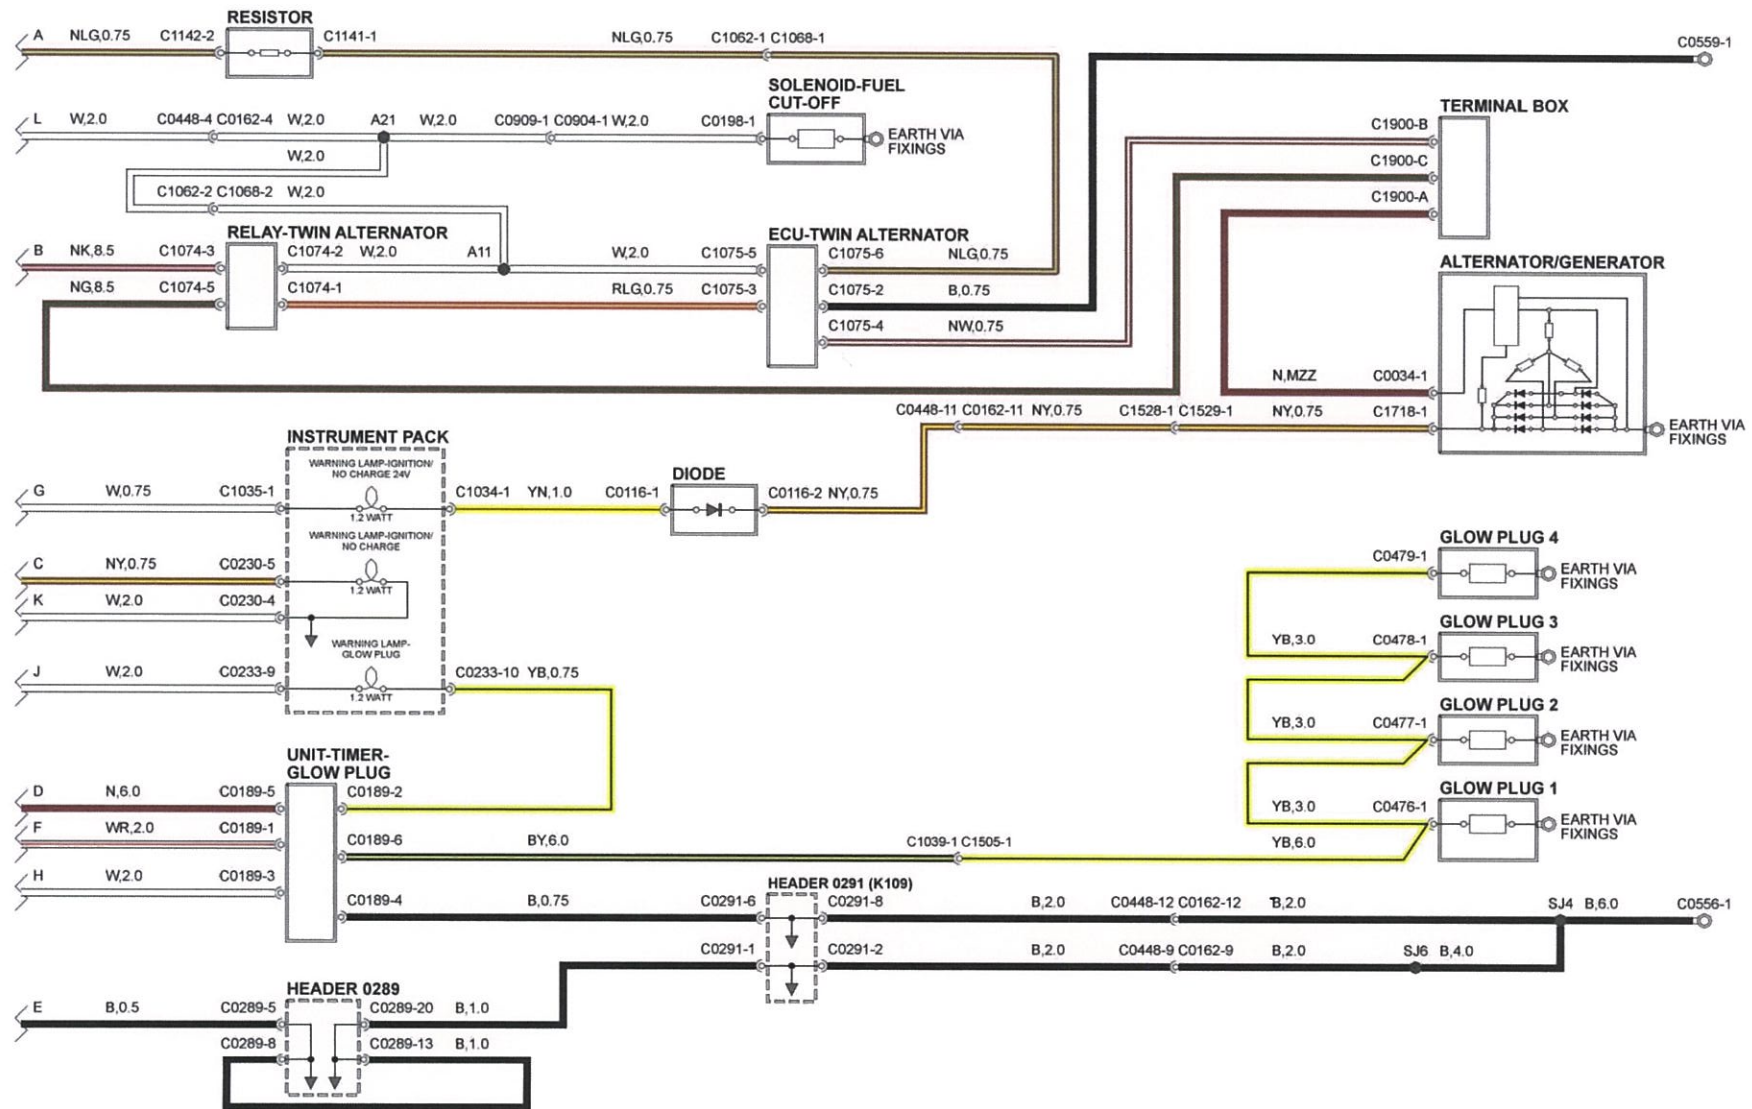 RESISTOR
A NLG,0.75 C1142-2 C1141-1 NLG,0.75 C1062-1 C1068-1
C0559-1
SOLENOID-FUEL
CUT-OFF
TERMINAL BOX
L W,2.0 C0448-4 C0162-4 W,2.0 A21 W,2.0 C0909-1 C0904-1 W,2.0 C0198-1
EARTH VIA
FIXINGS
C1900-B
W,2.0
C1900-C
C1062-2 C1068-2 W,2.0
C1900-A
RELAY-TWIN ALTERNATOR
ECU-TWIN ALTERNATOR
B NK,8.5 C1074-3 C1074-2 W,2.0 A11 W,2.0 C1075-5 C1075-6 NLG,0.75
ALTERNATOR/GENERATOR
NG,8.5 C1074-5 C1074-1 RLG,0.75 C1075-3 C1075-2 B,0.75
C1075-4 NW,0.75
N,MZZ C0034-1
C0448-11 C0162-11 NY,0.75 C1528-1 C1529-1 NY,0.75 C1718-1
EARTH VIA
FIXINGS
INSTRUMENT PACK
WARNING LAMP-IGNITION/
NO CHARGE 24V
DIODE
G W,0.75 C1035-1 C1034-1 YN,1.0 C0116-1 C0116-2 NY,0.75
1.2 WATT
WARNING LAMP-IGNITION/
NO CHARGE
GLOW PLUG 4
C NY,0.75 C0230-5
C0479-1
EARTH VIA
FIXINGS
1.2 WATT
K W,2.0 C0230-4
GLOW PLUG 3
YB,3.0 C0478-1
EARTH VIA
FIXINGS
WARNING LAMP-
GLOW PLUG
J W,2.0 C0233-9 C0233-10 YB,0.75
1.2 WATT
GLOW PLUG 2
YB,3.0 C0477-1
EARTH VIA
FIXINGS
UNIT-TIMER-
GLOW PLUG
GLOW PLUG 1
D N,6.0 C0189-5 C0189-2
YB,3.0 C0476-1
EARTH VIA
FIXINGS
F WR,2.0 C0189-1
C0189-6 BY,6.0 C1039-1 C1505-1 YB,6.0
H W,2.0 C0189-3
HEADER 0291 (K109)
C0189-4 B,0.75 C0291-6 C0291-8 B,2.0 C0448-12 C0162-12 B,2.0 SJ4 B,6.0 C0556-1
C0291-1 C0291-2 B,2.0 C0448-9 C0162-9 B,2.0 SJ6 B,4.0
HEADER 0289
E B,0.5 C0289-5 C0289-20 B,1.0
C0289-8 C0289-13 B,1.0